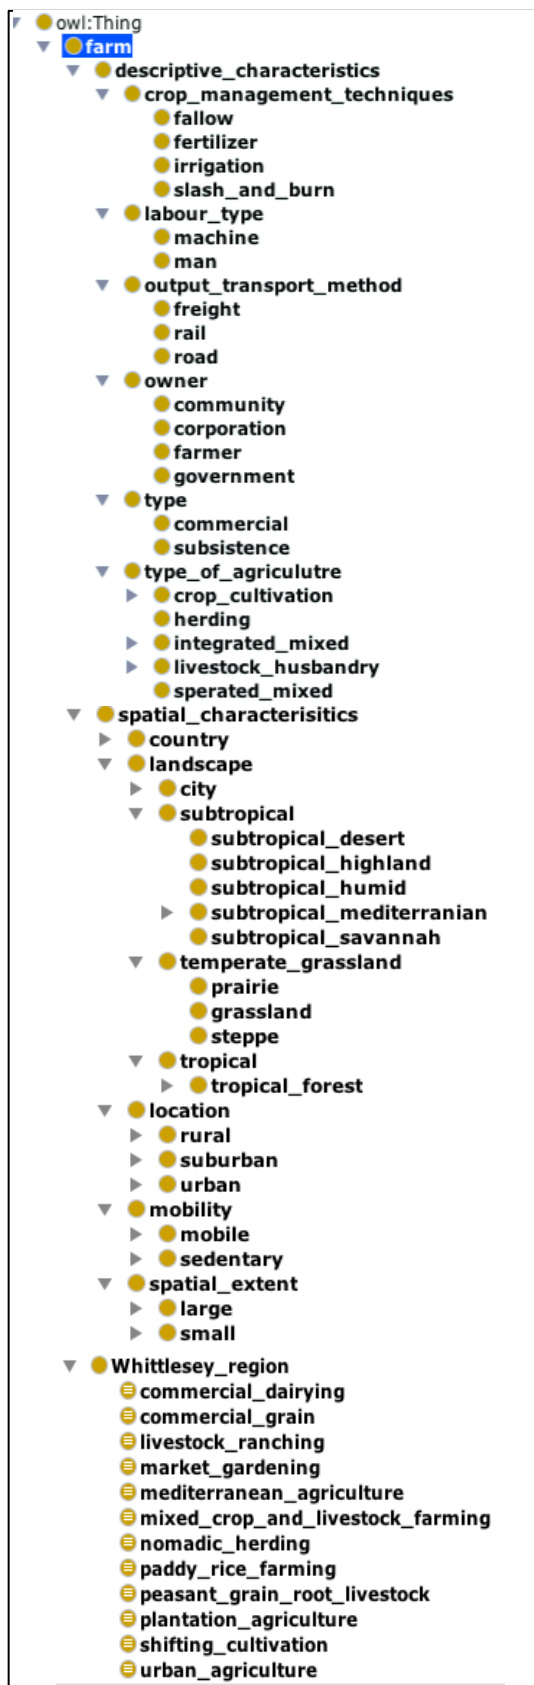 owl:Thing
farm
descriptive_characteristics
crop_management_techniques
fallow
fertilizer
irrigation
slash_and_burn
labour_type
machine
man
output_transport_method
freight
rail
road
owner
community
corporation
farmer
government
type
commercial
subsistence
type_of_agriculutre
crop_cultivation
herding
integrated_mixed
livestock_husbandry
sperated_mixed
spatial_characterisitics
country
landscape
city
subtropical
subtropical_desert
subtropical_highland
subtropical_humid
subtropical_mediterranian
subtropical_savannah
temperate_grassland
prairie
grassland
steppe
tropical
tropical_forest
location
rural
suburban
urban
mobility
mobile
sedentary
spatial_extent
large
small
Whittlesey_region
commercial_dairying
commercial_grain
livestock_ranching
market_gardening
mediterranean_agriculture
mixed_crop_and_livestock_farming
nomadic_herding
paddy_rice_farming
peasant_grain_root_livestock
plantation_agriculture
shifting_cultivation
urban_agriculture